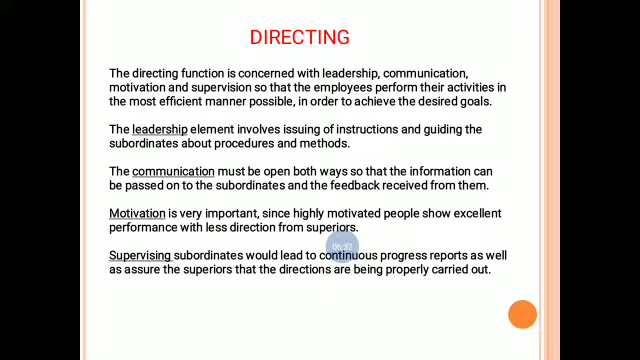 DIRECTING
The directing function is concerned with leadership, communication,
motivation and supervision so that the employees perform their activities in
the most efficient manner possible, in order to achieve the desired goals.
The leadership element involves issuing of instructions and guiding the
subordinates about procedures and methods.
The communication must be open both ways so that the information can
be passed on to the subordinates and the feedback received from them.
Motivation is very important, since highly motivated people show excellent
performance with less direction from superiors.
06:32
Supervising subordinates would lead to continuous progress reports as well
as assure the superiors that the directions are being properly carried out.